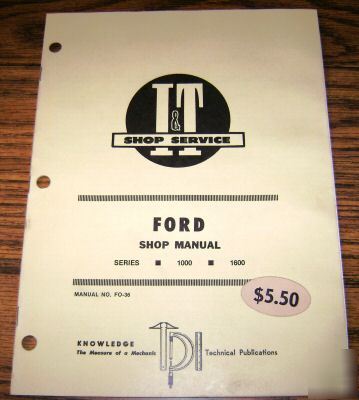 I&T
SHOP SERVICE
FORD
SHOP MANUAL
SERIES ■ 1000 ■ 1600
MANUAL NO. FO-36
$5.50
KNOWLEDGE
The Measure of a Mechanic
TPI
Technical Publications